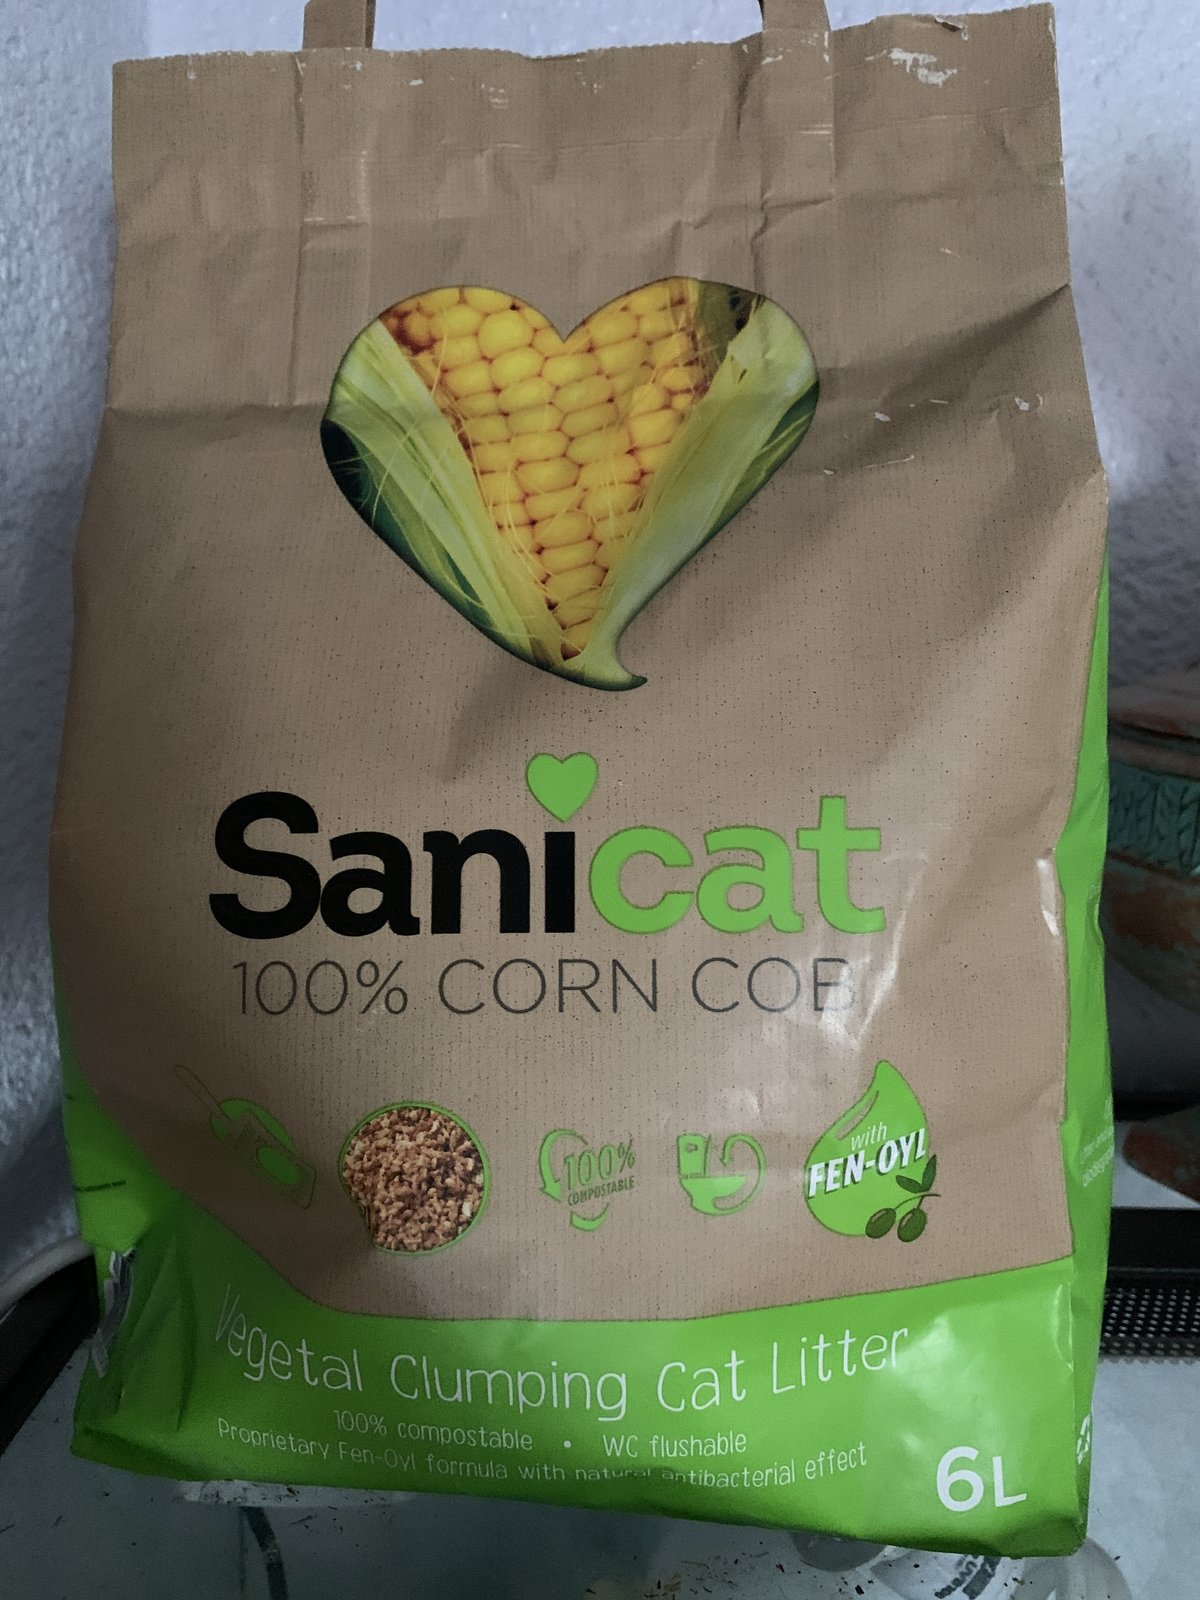 Sanicat
100% CORN COB
100%
COMPOSTABLE
with
FEN-OYL
Vegetal Clumping Cat Litter
100% compostable • WC flushable
Proprietary Fen-Oyl formula with natural antibacterial effect
6L